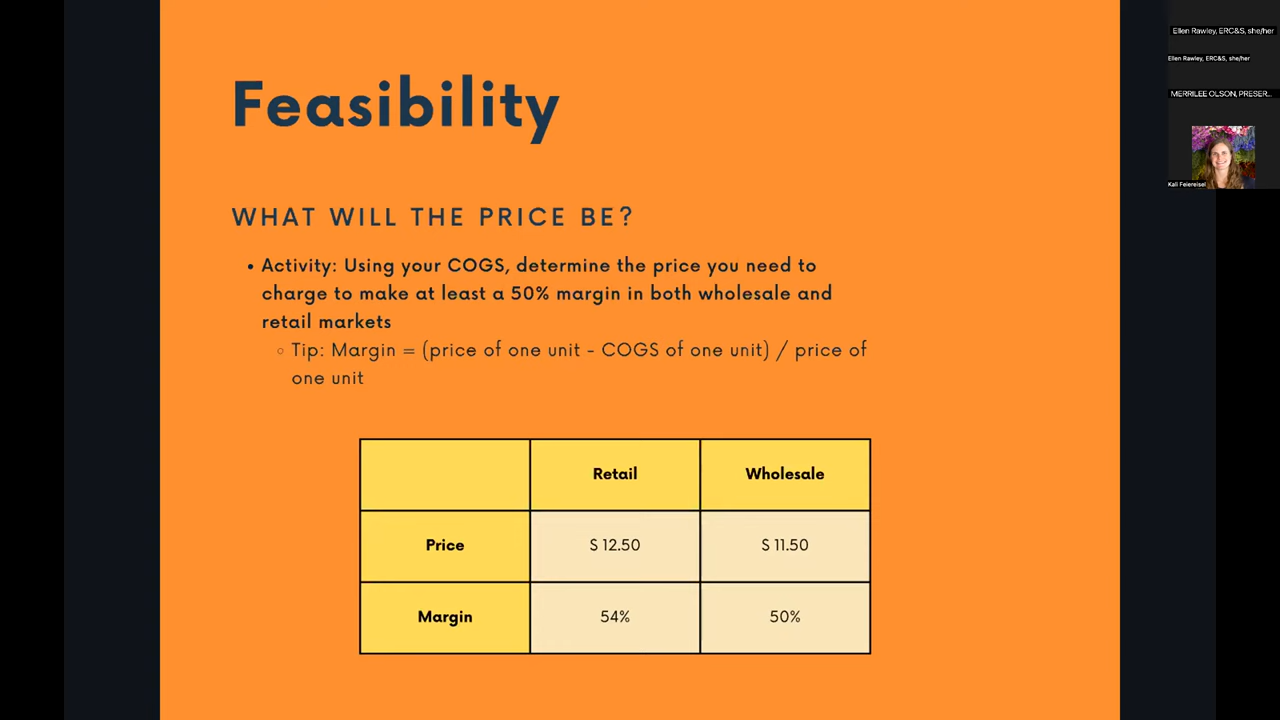 Feasibility
WHAT WILL THE PRICE BE?
• Activity: Using your COGS, determine the price you need to
charge to make at least a 50% margin in both wholesale and
retail markets
○ Tip: Margin = (price of one unit - COGS of one unit) / price of
one unit
Retail Wholesale
Price $ 12.50 $ 11.50
Margin 54% 50%
Ellen Rawley, ERC&S, she/her
Ellen Rawley, ERC&S, she/her
MERRILEE OLSON, PRESER...
Kali Feiereisel